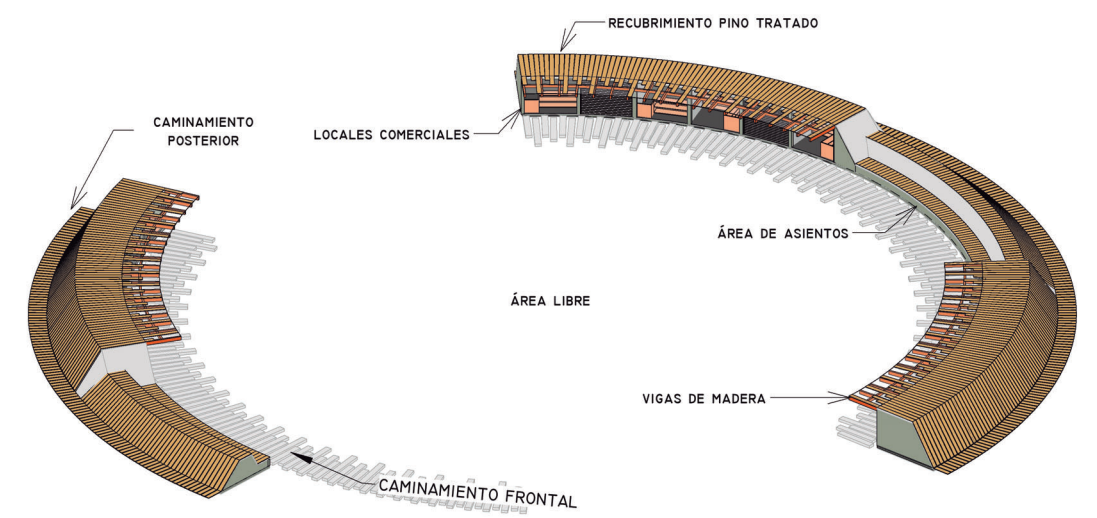 RECUBRIMIENTO PINO TRATADO
CAMINAMIENTO
POSTERIOR
LOCALES COMERCIALES
ÁREA DE ASIENTOS
ÁREA LIBRE
VIGAS DE MADERA
CAMINAMIENTO FRONTAL